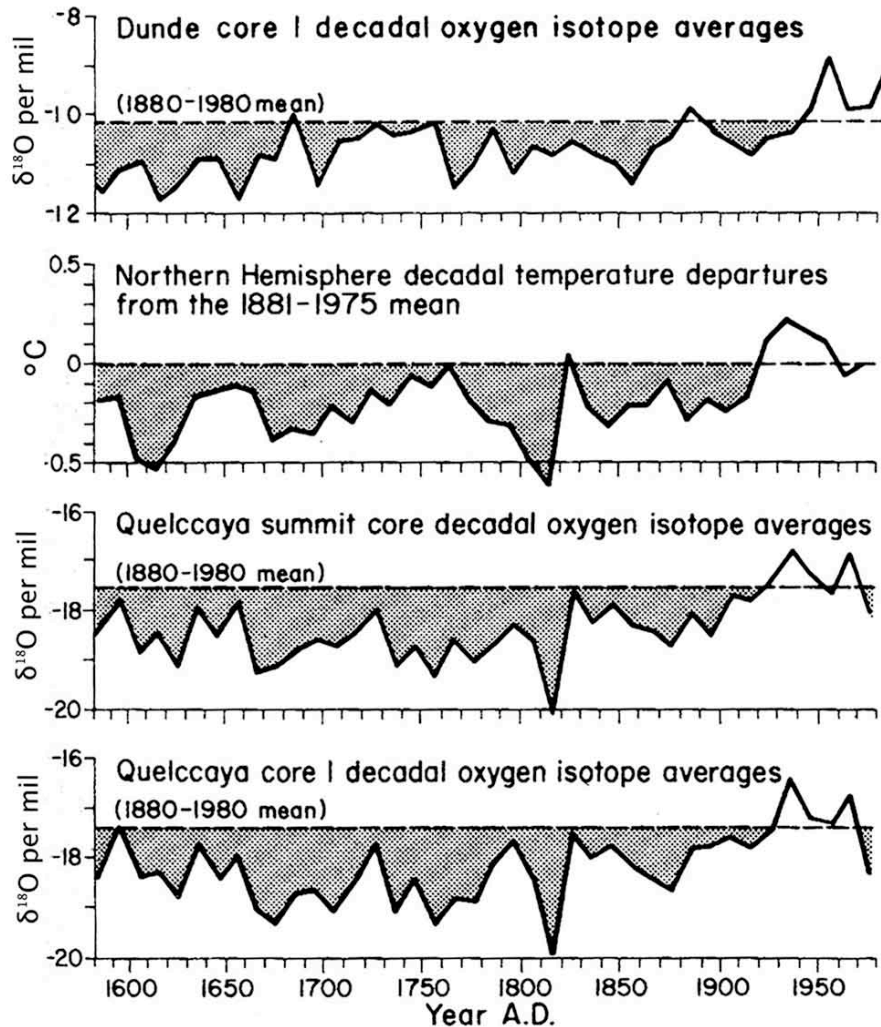 Dunde core I decadal oxygen isotope averages
(1880-1980 mean)
δ¹⁸O per mil
-8
-10
-12
Northern Hemisphere decadal temperature departures
from the 1881-1975 mean
°C
0.5
0
-0.5
Quelccaya summit core decadal oxygen isotope averages
(1880-1980 mean)
δ¹⁸O per mil
-16
-18
-20
Quelccaya core I decadal oxygen isotope averages
(1880-1980 mean)
δ¹⁸O per mil
-16
-18
-20
1600 1650 1700 1750 1800 1850 1900 1950
Year A.D.